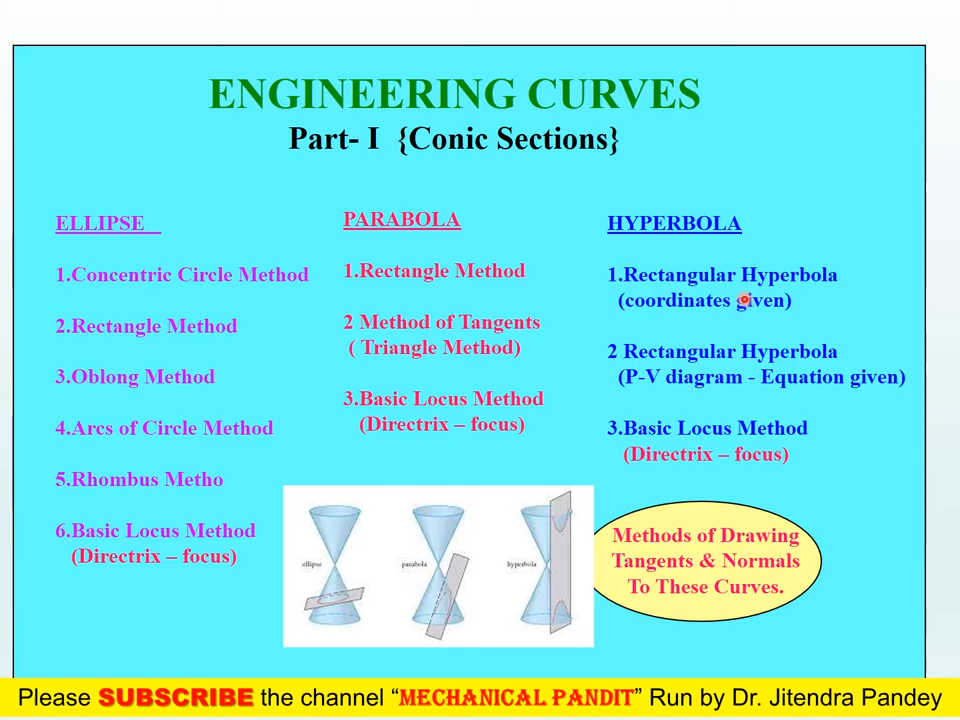 ENGINEERING CURVES
Part- I {Conic Sections}
ELLIPSE
1.Concentric Circle Method
2.Rectangle Method
3.Oblong Method
4.Arcs of Circle Method
5.Rhombus Metho
6.Basic Locus Method
(Directrix – focus)
PARABOLA
1.Rectangle Method
2 Method of Tangents
( Triangle Method)
3.Basic Locus Method
(Directrix – focus)
HYPERBOLA
1.Rectangular Hyperbola
(coordinates given)
2 Rectangular Hyperbola
(P-V diagram - Equation given)
3.Basic Locus Method
(Directrix – focus)
ellipse
parabola
hyperbola
Methods of Drawing
Tangents & Normals
To These Curves.
Please SUBSCRIBE the channel “MECHANICAL PANDIT” Run by Dr. Jitendra Pandey